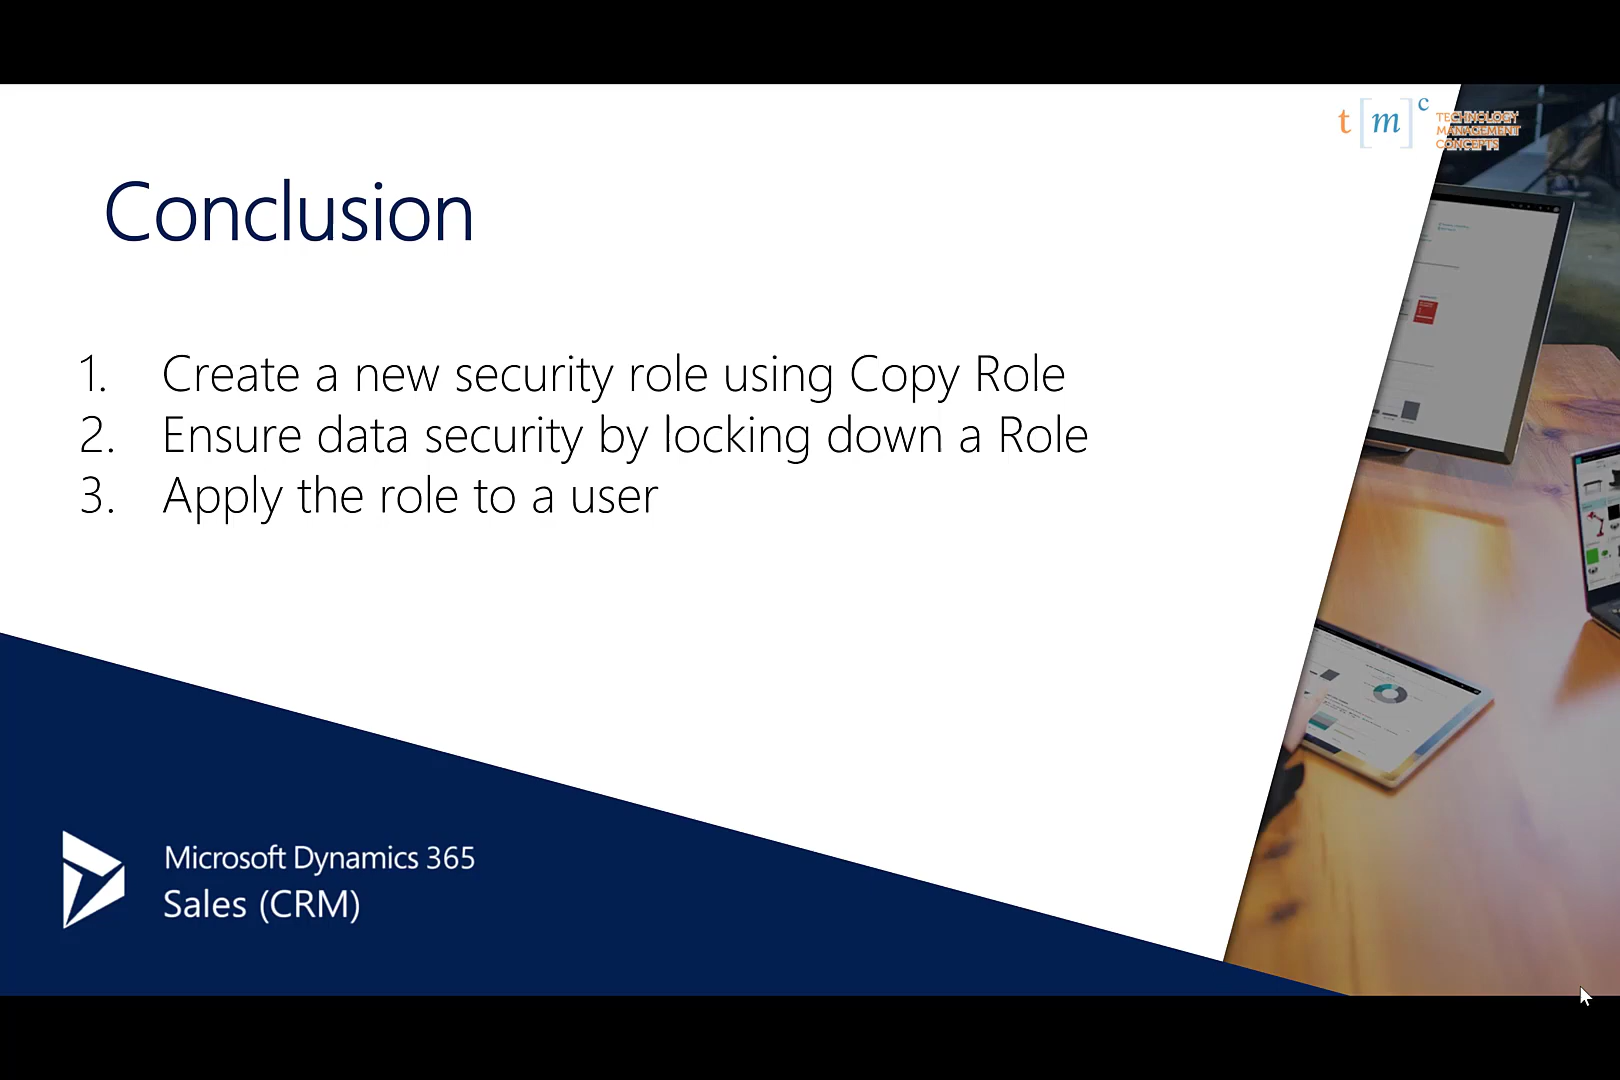 t[m]c
TECHNOLOGY
MANAGEMENT
CONCEPTS
Conclusion
1. Create a new security role using Copy Role
2. Ensure data security by locking down a Role
3. Apply the role to a user
Microsoft Dynamics 365
Sales (CRM)